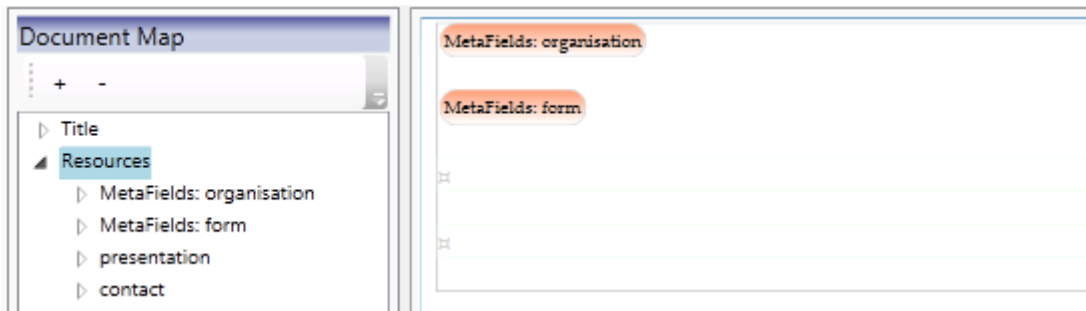 Document Map
+ -
Title
Resources
MetaFields: organisation
MetaFields: form
presentation
contact
MetaFields: organisation
MetaFields: form
¤
¤